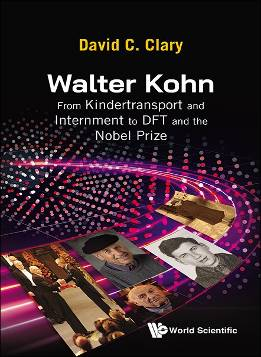 David C. Clary
Walter Kohn
From Kindertransport and
Internment to DFT and the
Nobel Prize
World Scientific